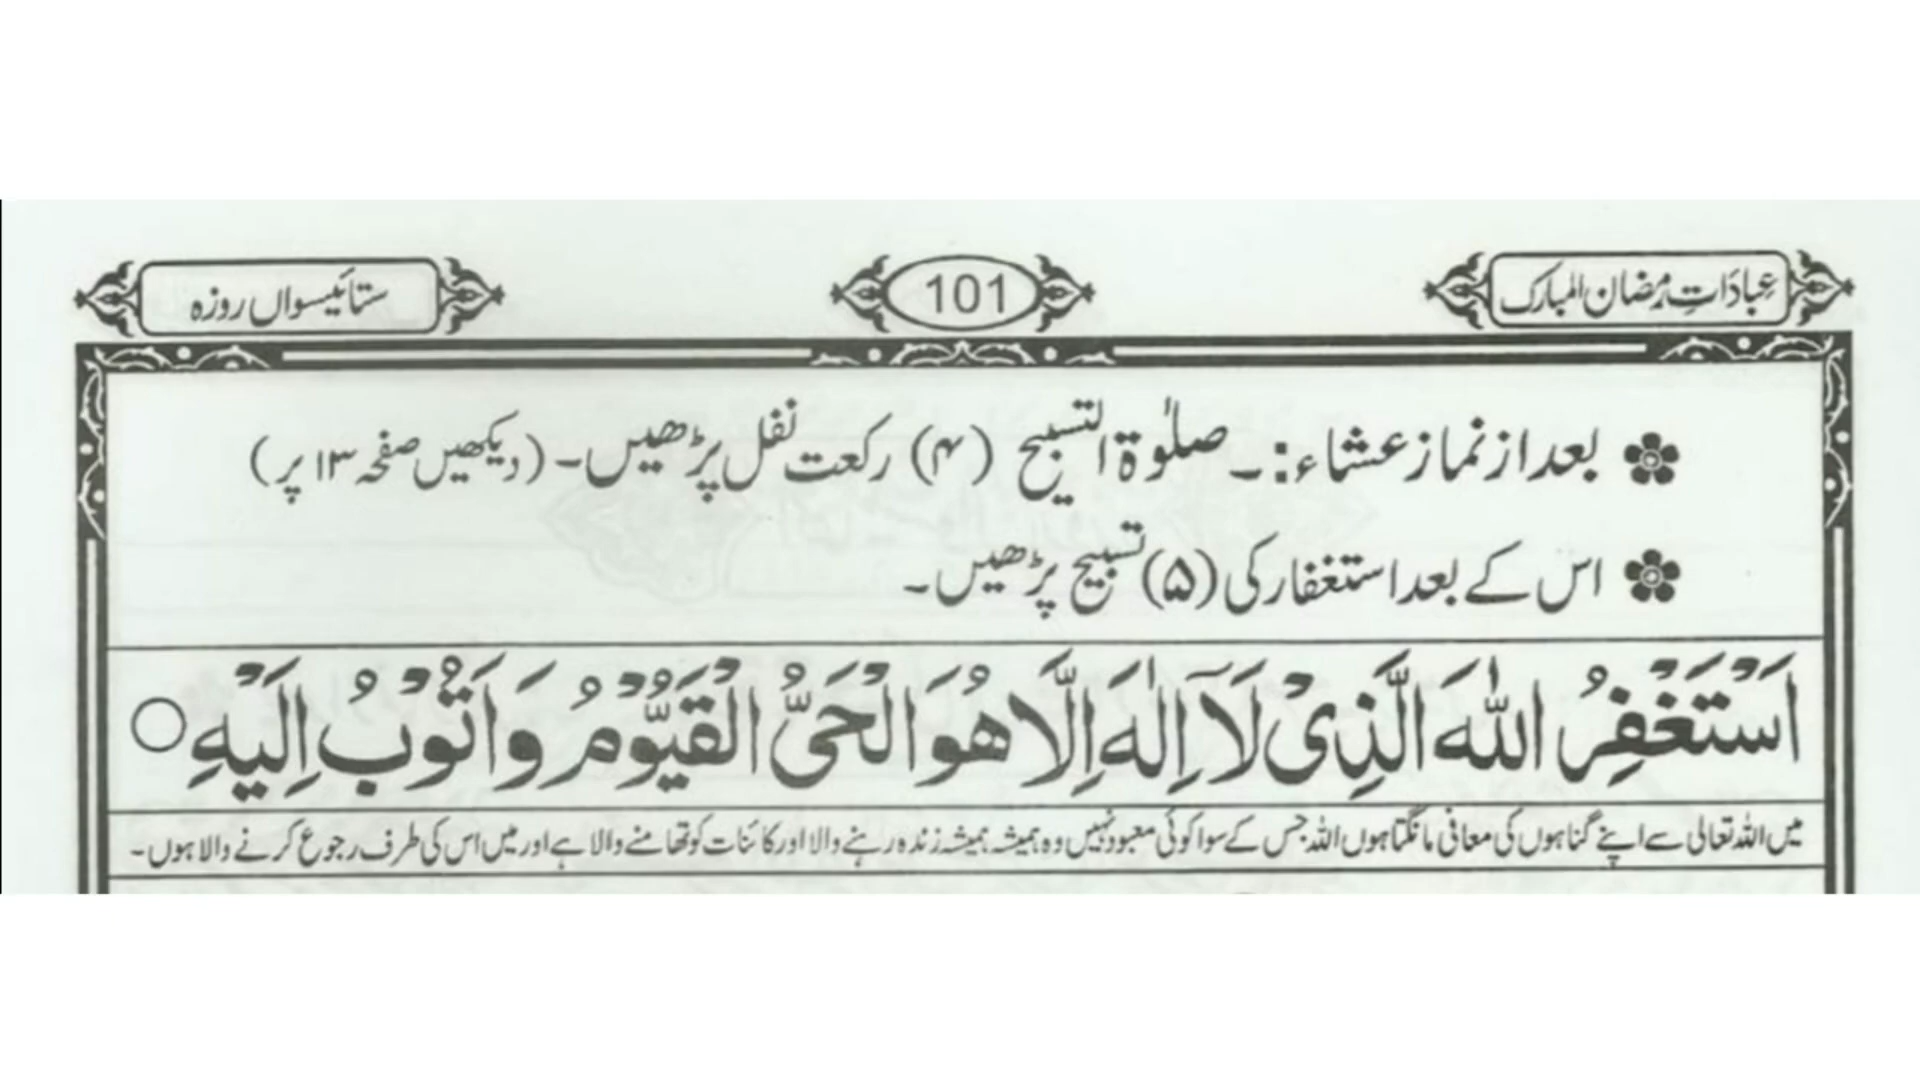 عبادَاتِ رمضان المبارک
101
ستائیسواں روزہ
بعد از نماز عشاء:۔ صلوٰۃ التسبیح (۴) رکعت نفل پڑھیں۔ (دیکھیں صفحہ ۱۳ پر)
اس کے بعد استغفار کی (۵) تسبیح پڑھیں۔
اَسْتَغْفِرُ اللّٰهَ الَّذِیْ لَآ اِلٰهَ اِلَّا هُوَ الْحَیُّ الْقَیُّوْمُ وَ اَتُوْبُ اِلَیْهِ ○
میں اللہ تعالی سے اپنے گناہوں کی معافی مانگتا ہوں اللہ جس کے سوا کوئی معبود نہیں وہ ہمیشہ ہمیشہ زندہ رہنے والا اور کائنات کو تھامنے والا ہے اور میں اس کی طرف رجوع کرنے والا ہوں۔